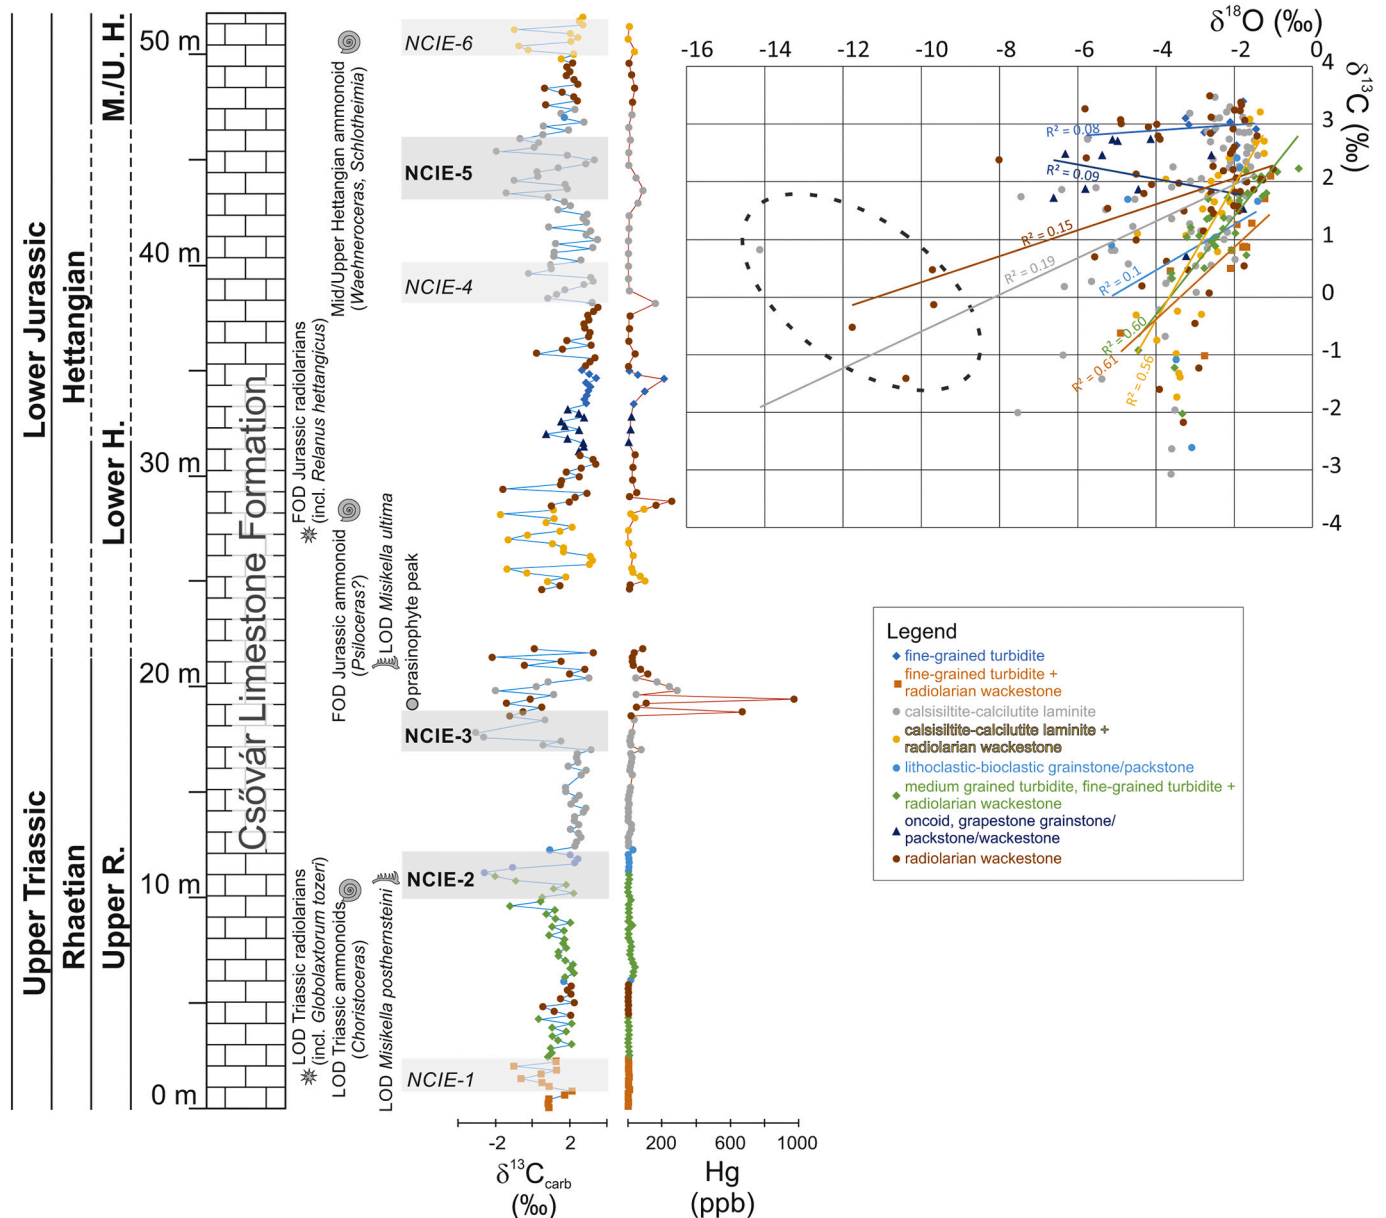 Upper Triassic
Lower Jurassic
Rhaetian
Hettangian
Upper R.
Lower H.
M./U. H.
50 m
40 m
30 m
20 m
10 m
0 m
Csővár Limestone Formation
LOD Triassic radiolarians
(incl. Globolaxtorum tozeri)
LOD Triassic ammonoids
(Choristoceras)
LOD Misikella posthernsteini
FOD Jurassic radiolarians
(incl. Relanus hettangicus)
FOD Jurassic ammonoid
(Psiloceras?)
LOD Misikella ultima
prasinophyte peak
Mid/Upper Hettangian ammonoid
(Waehneroceras, Schlotheimia)
NCIE-6
NCIE-5
NCIE-4
NCIE-3
NCIE-2
NCIE-1
-2 2
δ13Ccarb
(‰)
200 600 1000
Hg
(ppb)
δ18O (‰)
-16 -14 -12 -10 -8 -6 -4 -2 0
δ13C (‰)
4
3
2
1
0
-1
-2
-3
-4
R² = 0.08
R² = 0.09
R² = 0.15
R² = 0.19
R² = 0.1
R² = 0.60
R² = 0.61
R² = 0.56
Legend
fine-grained turbidite
fine-grained turbidite +
radiolarian wackestone
calsisiltite-calcilutite laminite
calsisiltite-calcilutite laminite +
radiolarian wackestone
lithoclastic-bioclastic grainstone/packstone
medium grained turbidite, fine-grained turbidite +
radiolarian wackestone
oncoid, grapestone grainstone/
packstone/wackestone
radiolarian wackestone